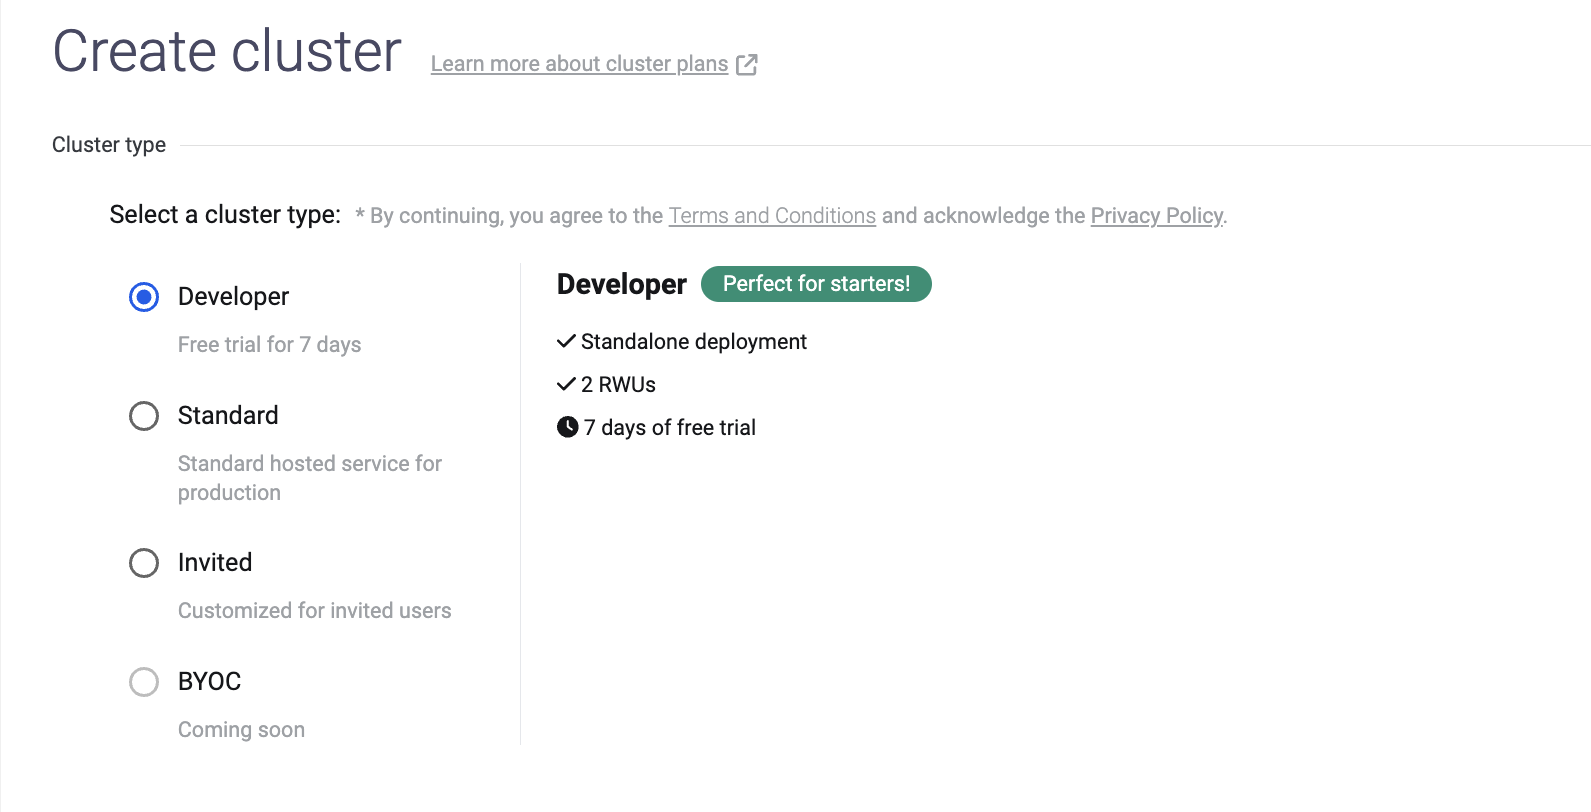 Create cluster Learn more about cluster plans
Cluster type
Select a cluster type: * By continuing, you agree to the Terms and Conditions and acknowledge the Privacy Policy.
Developer
Free trial for 7 days
Standard
Standard hosted service for
production
Invited
Customized for invited users
BYOC
Coming soon
Developer Perfect for starters!
Standalone deployment
2 RWUs
7 days of free trial